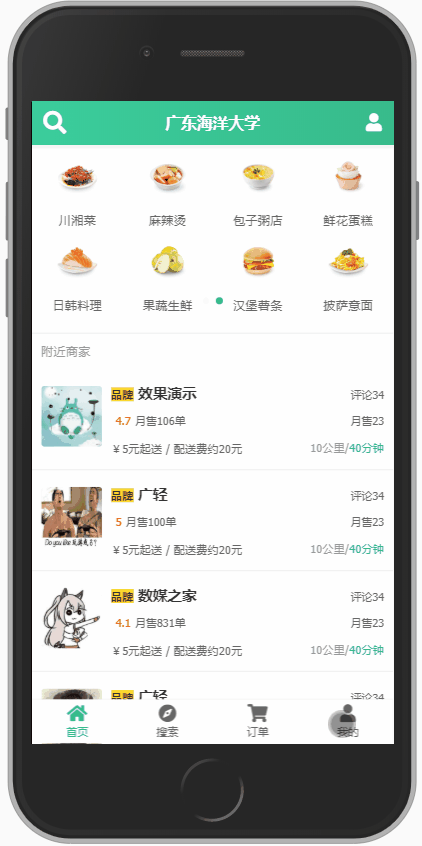 广东海洋大学
川湘菜 麻辣烫 包子粥店 鲜花蛋糕
日韩料理 果蔬生鲜 汉堡薯条 披萨意面
附近商家
品牌 效果演示 评论34
4.7 月售106单 月售23
¥5元起送 / 配送费约20元 10公里/40分钟
品牌 广轻 评论34
5 月售100单 月售23
¥5元起送 / 配送费约20元 10公里/40分钟
Do you like 玩游戏吗?
品牌 数媒之家 评论34
4.1 月售831单 月售23
¥5元起送 / 配送费约20元 10公里/40分钟
品牌 广轻 评论34
首页 搜索 订单 我的